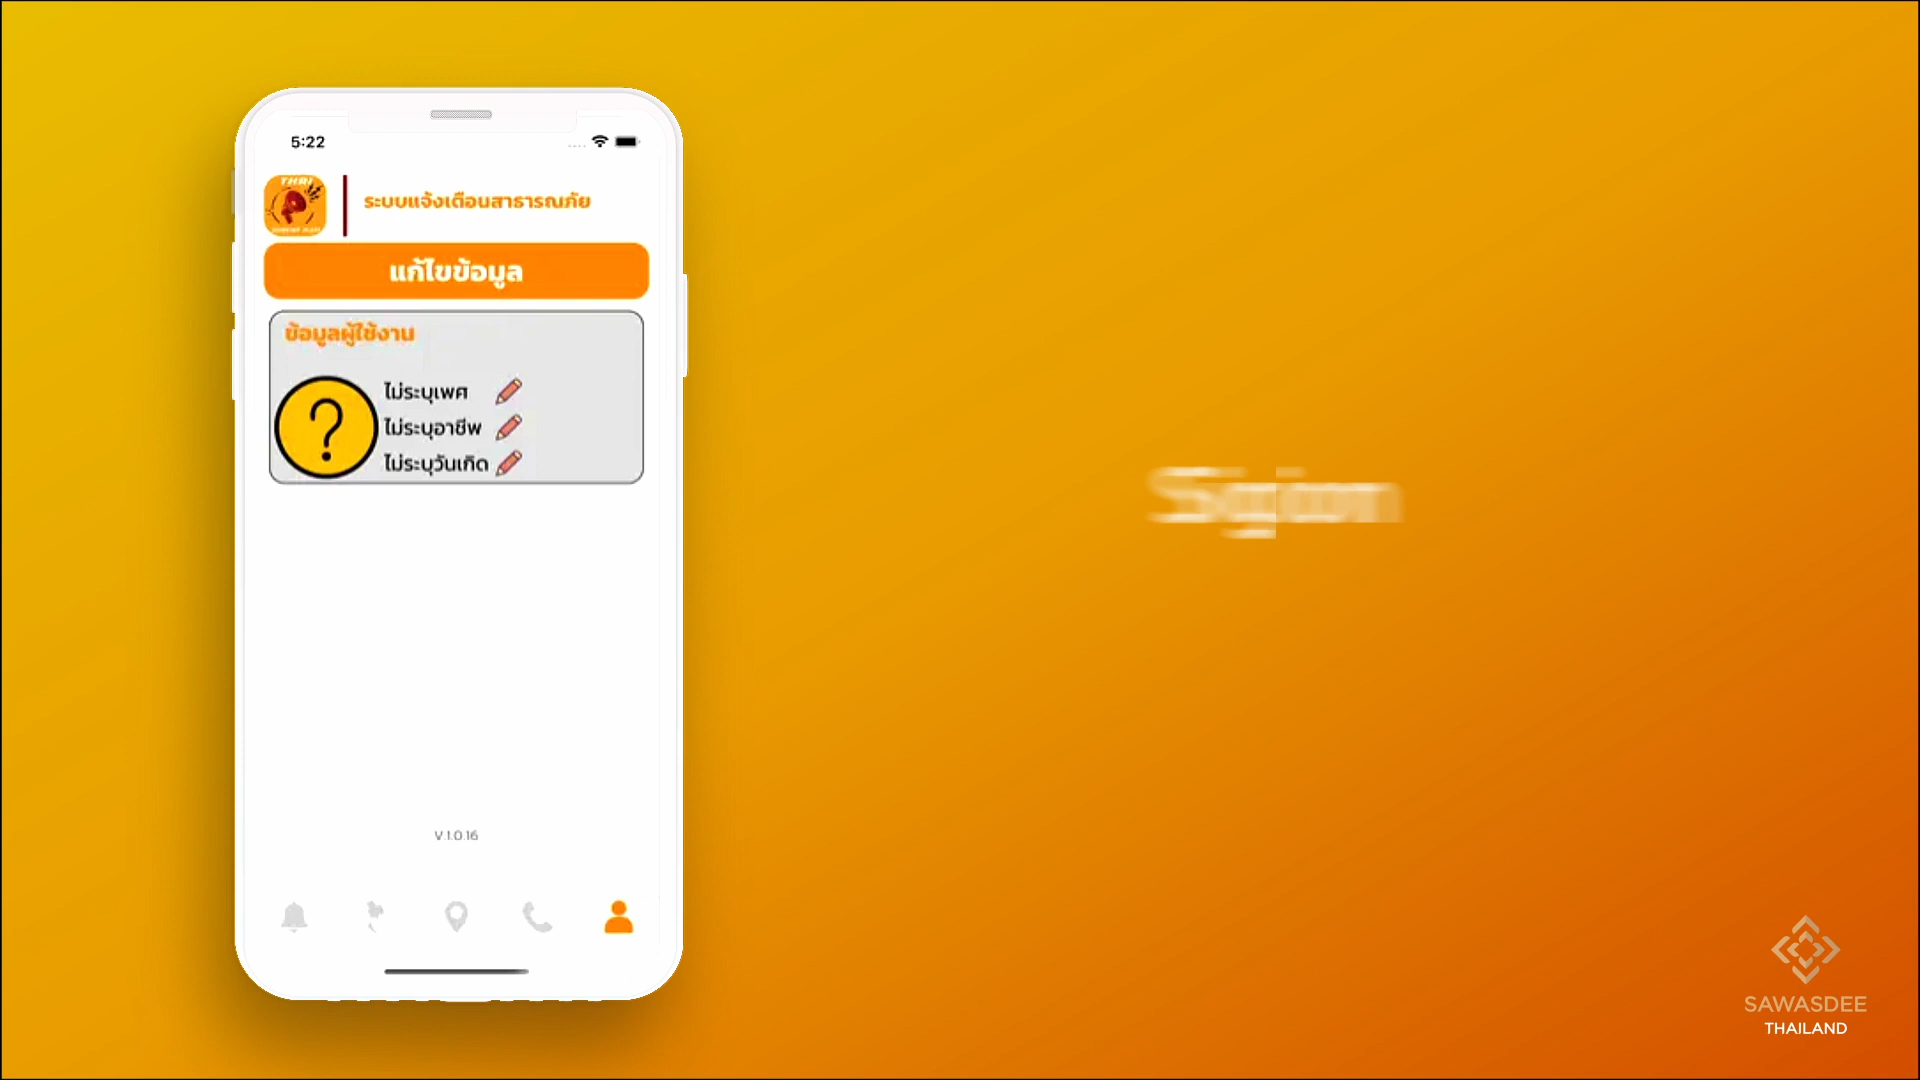 5:22
THAI
ระบบแจ้งเตือนสาธารณภัย
แก้ไขข้อมูล
ข้อมูลผู้ใช้งาน
ไม่ระบุเพศ
ไม่ระบุอาชีพ
ไม่ระบุวันเกิด
V.1.0.16
SAWASDEE
THAILAND